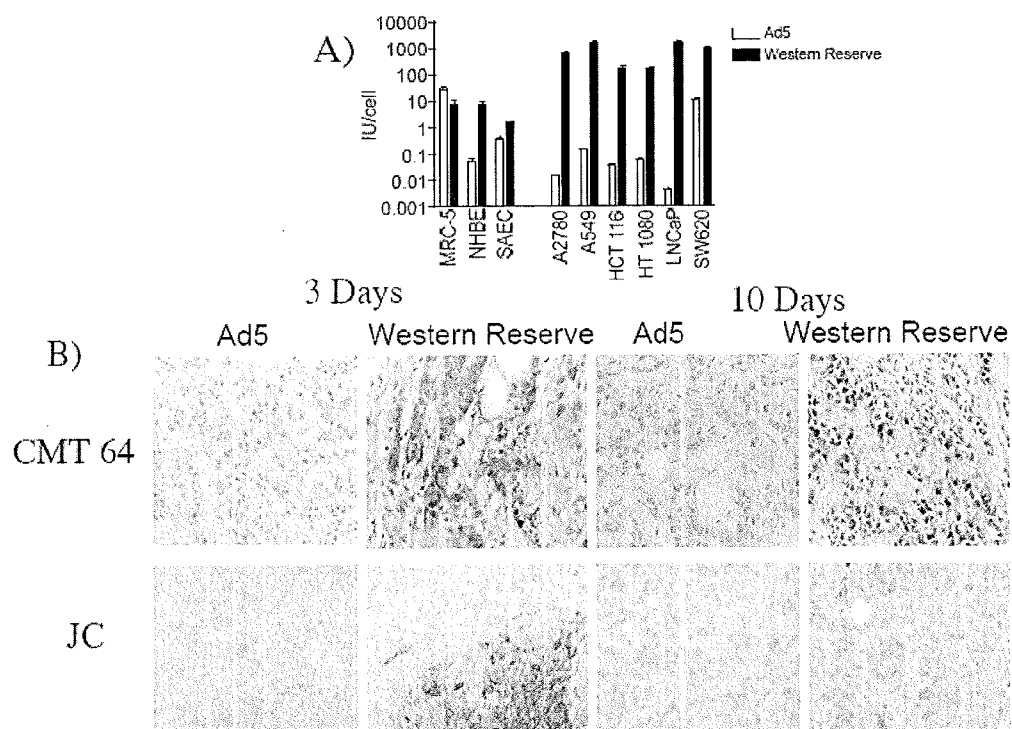 A)
10000
1000
100
10
1
0.1
0.01
0.001
IU/cell
Ad5
Western Reserve
MRC-5
NHBE
SAEC
A2780
A549
HCT 116
HT 1080
LNCaP
SW620
3 Days
10 Days
B)
Ad5
Western Reserve
Ad5
Western Reserve
CMT 64
JC